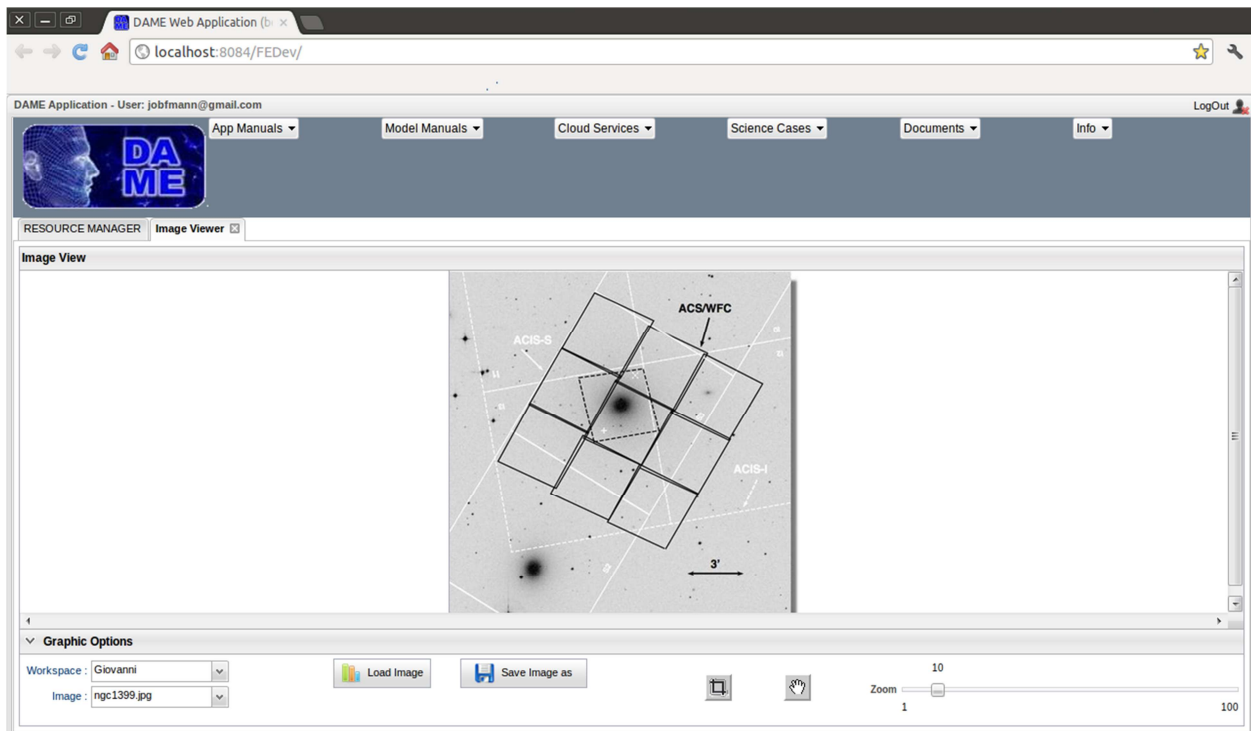 DAME Web Application (b
localhost:8084/FEDev/
DAME Application - User: jobfmann@gmail.com
LogOut
App Manuals
Model Manuals
Cloud Services
Science Cases
Documents
Info
DA
ME
RESOURCE MANAGER
Image Viewer
Image View
ACS/WFC
ACIS-S
ACIS-I
3'
Graphic Options
Workspace : Giovanni
Load Image
Save Image as
10
Image : ngc1399.jpg
Zoom
1
100